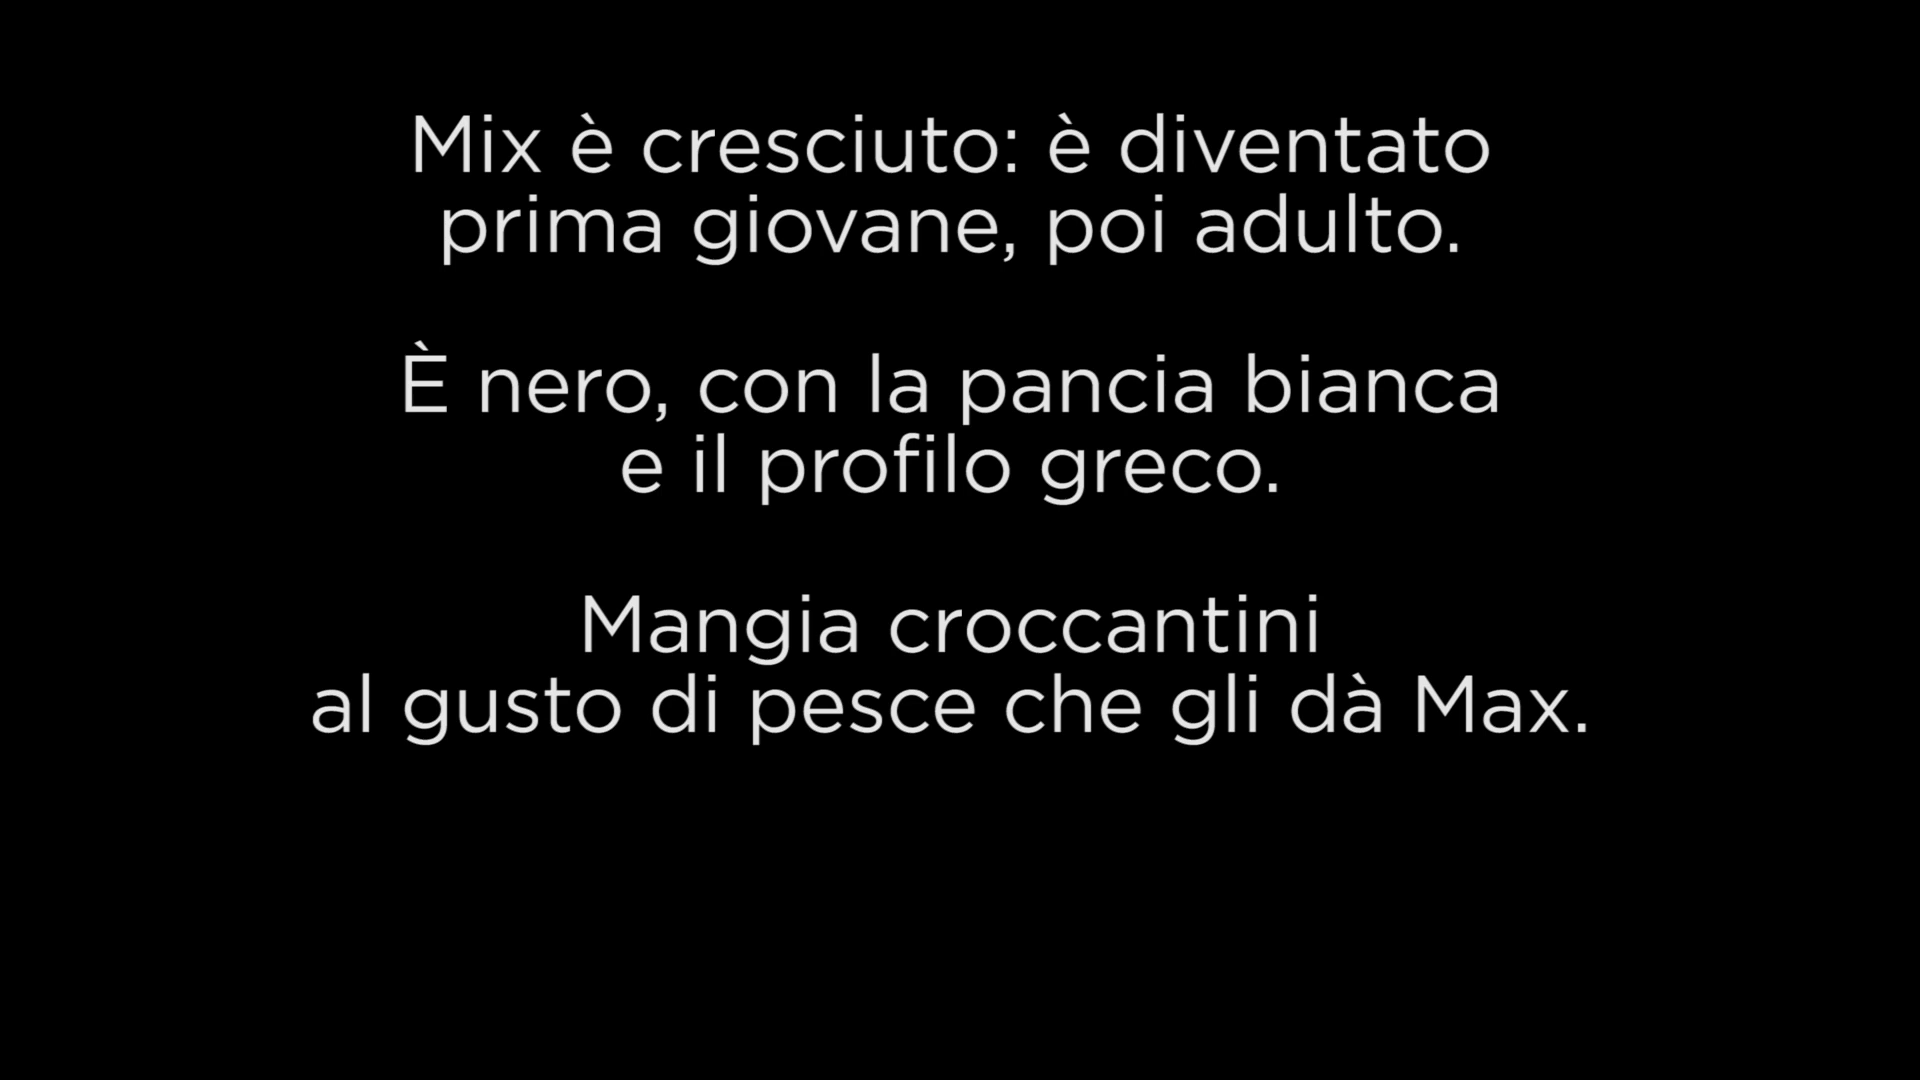 Mix è cresciuto: è diventato
prima giovane, poi adulto.
È nero, con la pancia bianca
e il profilo greco.
Mangia croccantini
al gusto di pesce che gli dà Max.